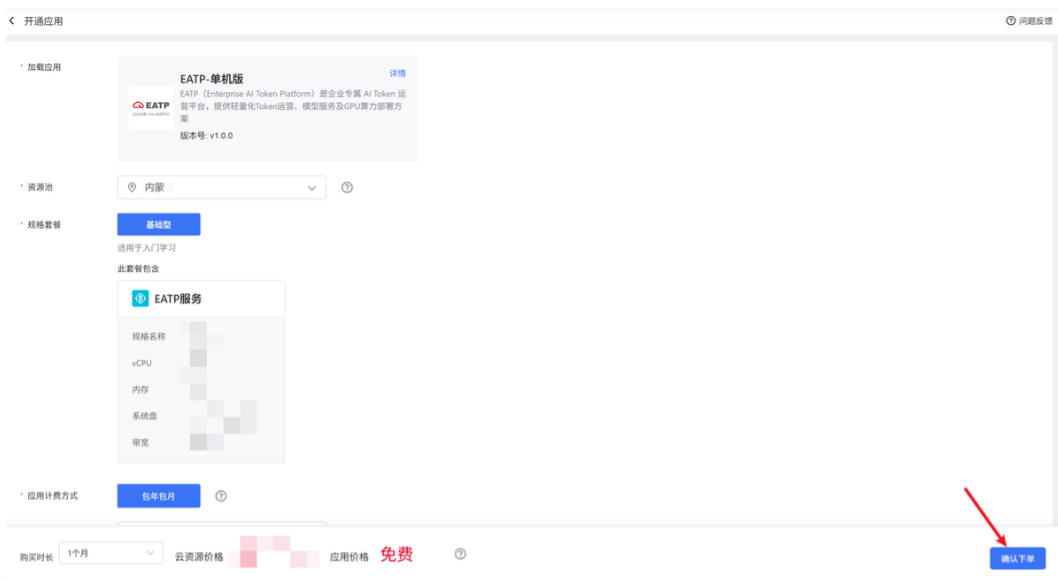 开通应用
问题反馈
* 加载应用
EATP-单机版
详情
EATP
EATP（Enterprise AI Token Platform）是企业专属 AI Token 运
营平台，提供轻量化Token运营、模型服务及GPU算力部署方
案
版本号: v1.0.0
* 资源池
内蒙
* 规格套餐
基础型
适用于入门学习
此套餐包含
EATP服务
规格名称
vCPU
内存
系统盘
带宽
* 应用计费方式
包年包月
购买时长
1个月
云资源价格
应用价格
免费
确认下单